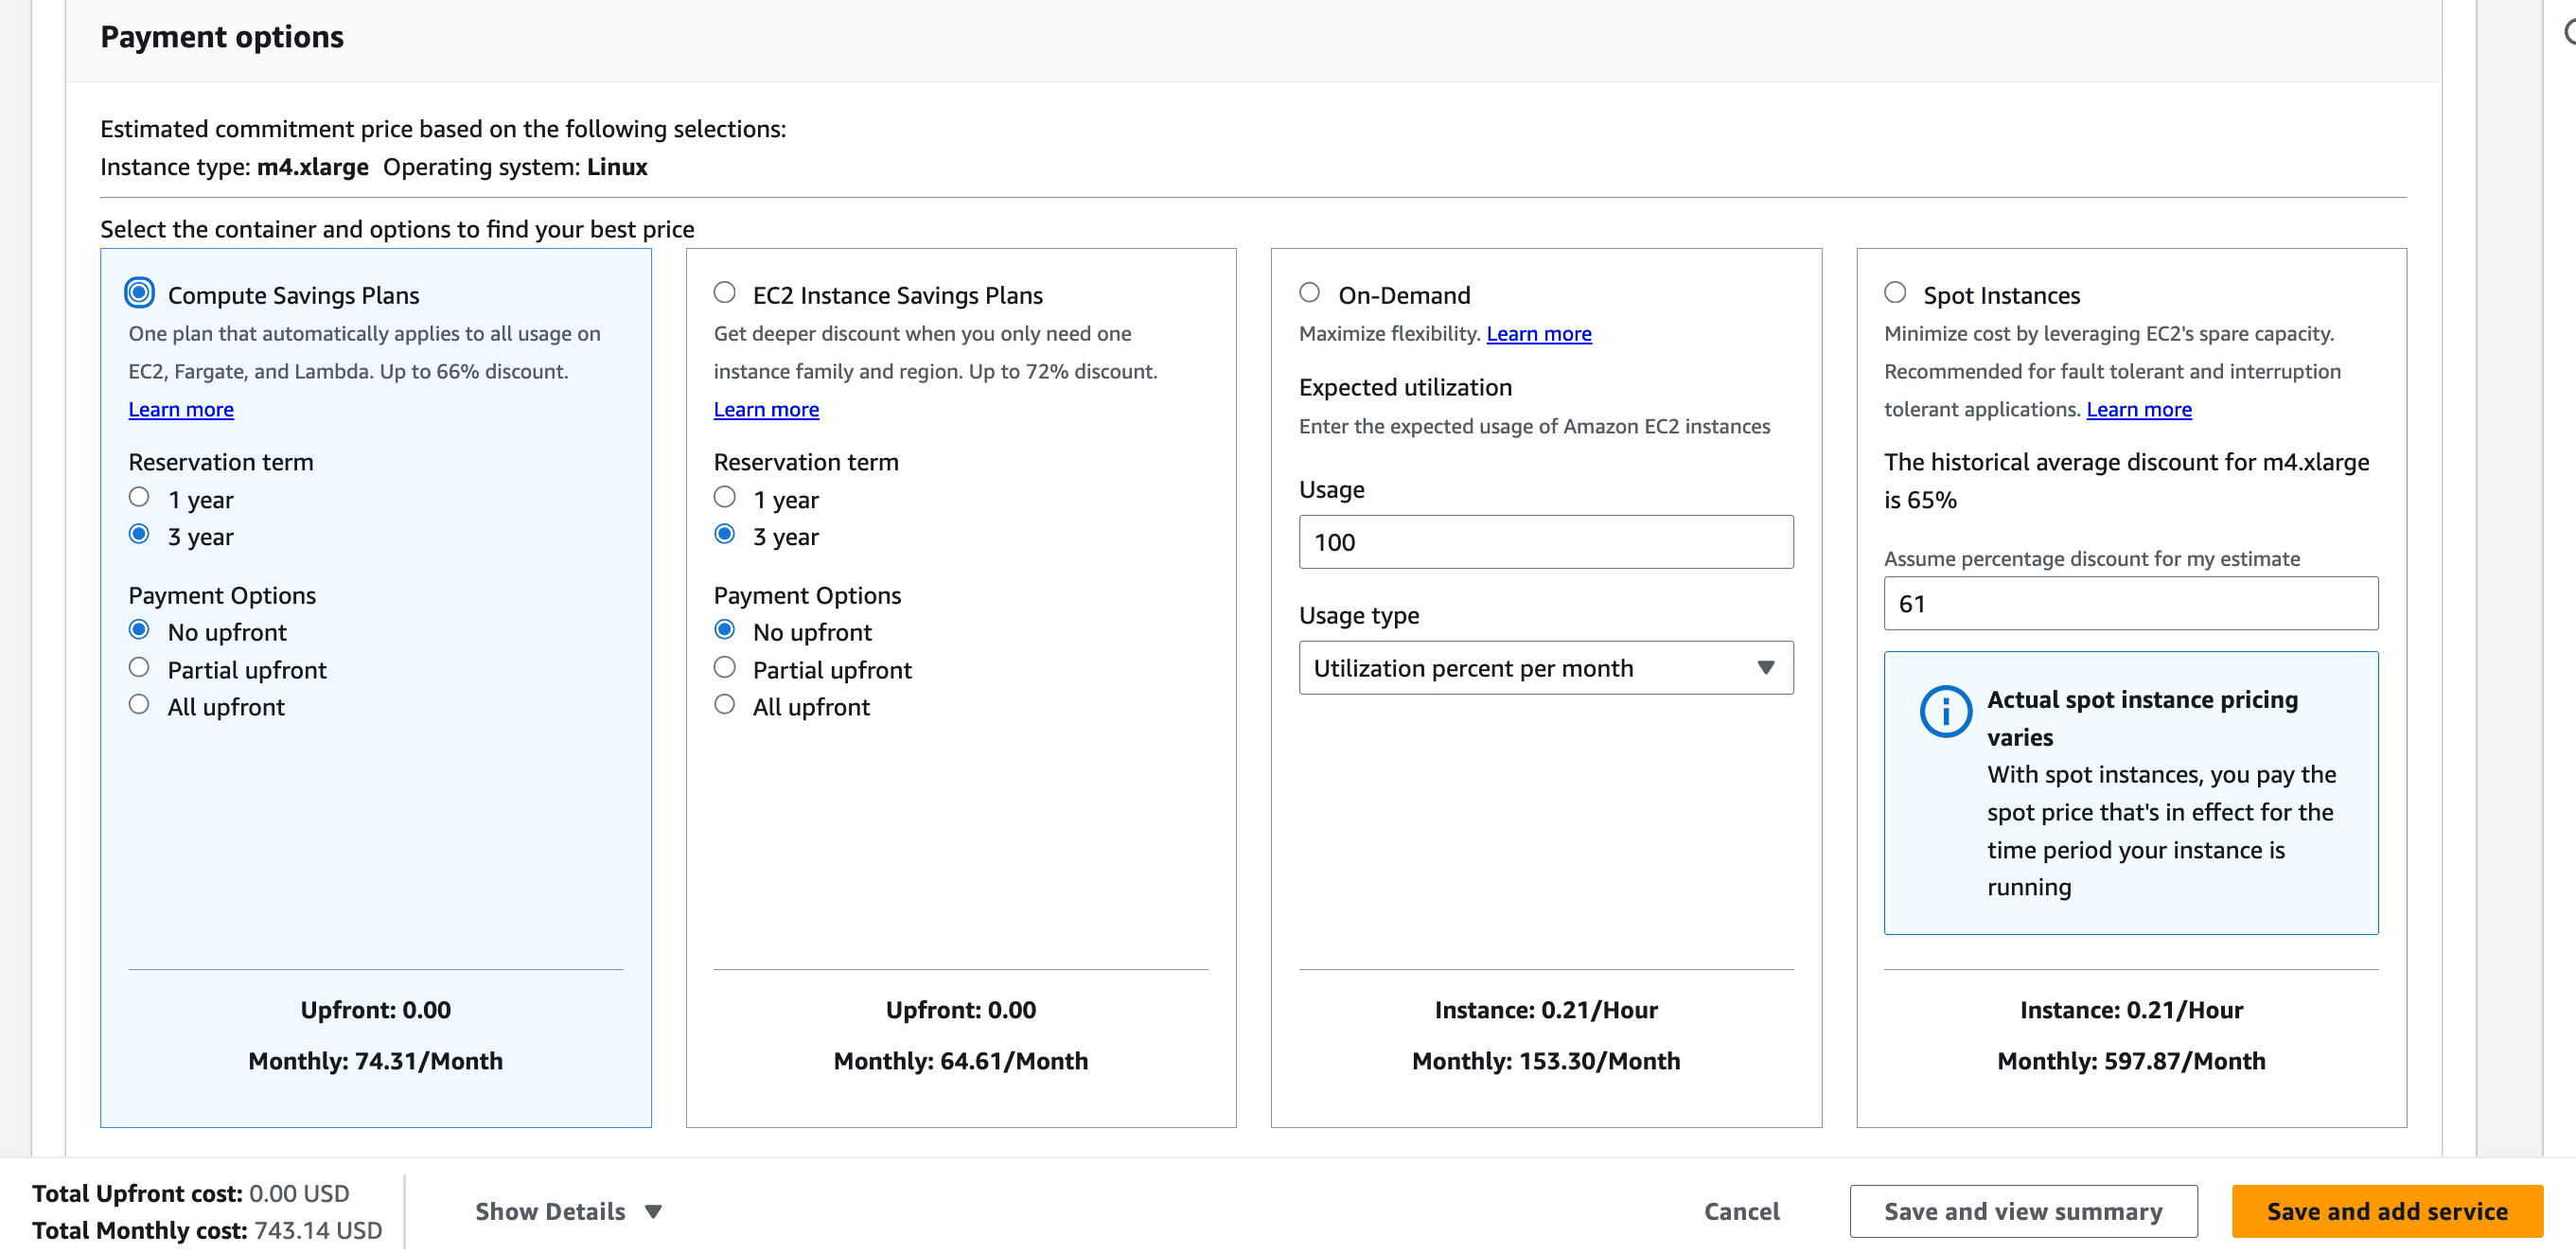 Payment options
Estimated commitment price based on the following selections:
Instance type: m4.xlarge Operating system: Linux
Select the container and options to find your best price
Compute Savings Plans
One plan that automatically applies to all usage on
EC2, Fargate, and Lambda. Up to 66% discount.
Learn more
Reservation term
1 year
3 year
Payment Options
No upfront
Partial upfront
All upfront
Upfront: 0.00
Monthly: 74.31/Month
EC2 Instance Savings Plans
Get deeper discount when you only need one
instance family and region. Up to 72% discount.
Learn more
Reservation term
1 year
3 year
Payment Options
No upfront
Partial upfront
All upfront
Upfront: 0.00
Monthly: 64.61/Month
On-Demand
Maximize flexibility. Learn more
Expected utilization
Enter the expected usage of Amazon EC2 instances
Usage
100
Usage type
Utilization percent per month
Instance: 0.21/Hour
Monthly: 153.30/Month
Spot Instances
Minimize cost by leveraging EC2's spare capacity.
Recommended for fault tolerant and interruption
tolerant applications. Learn more
The historical average discount for m4.xlarge
is 65%
Assume percentage discount for my estimate
61
Actual spot instance pricing
varies
With spot instances, you pay the
spot price that's in effect for the
time period your instance is
running
Instance: 0.21/Hour
Monthly: 597.87/Month
Total Upfront cost: 0.00 USD
Total Monthly cost: 743.14 USD
Show Details
Cancel
Save and view summary
Save and add service